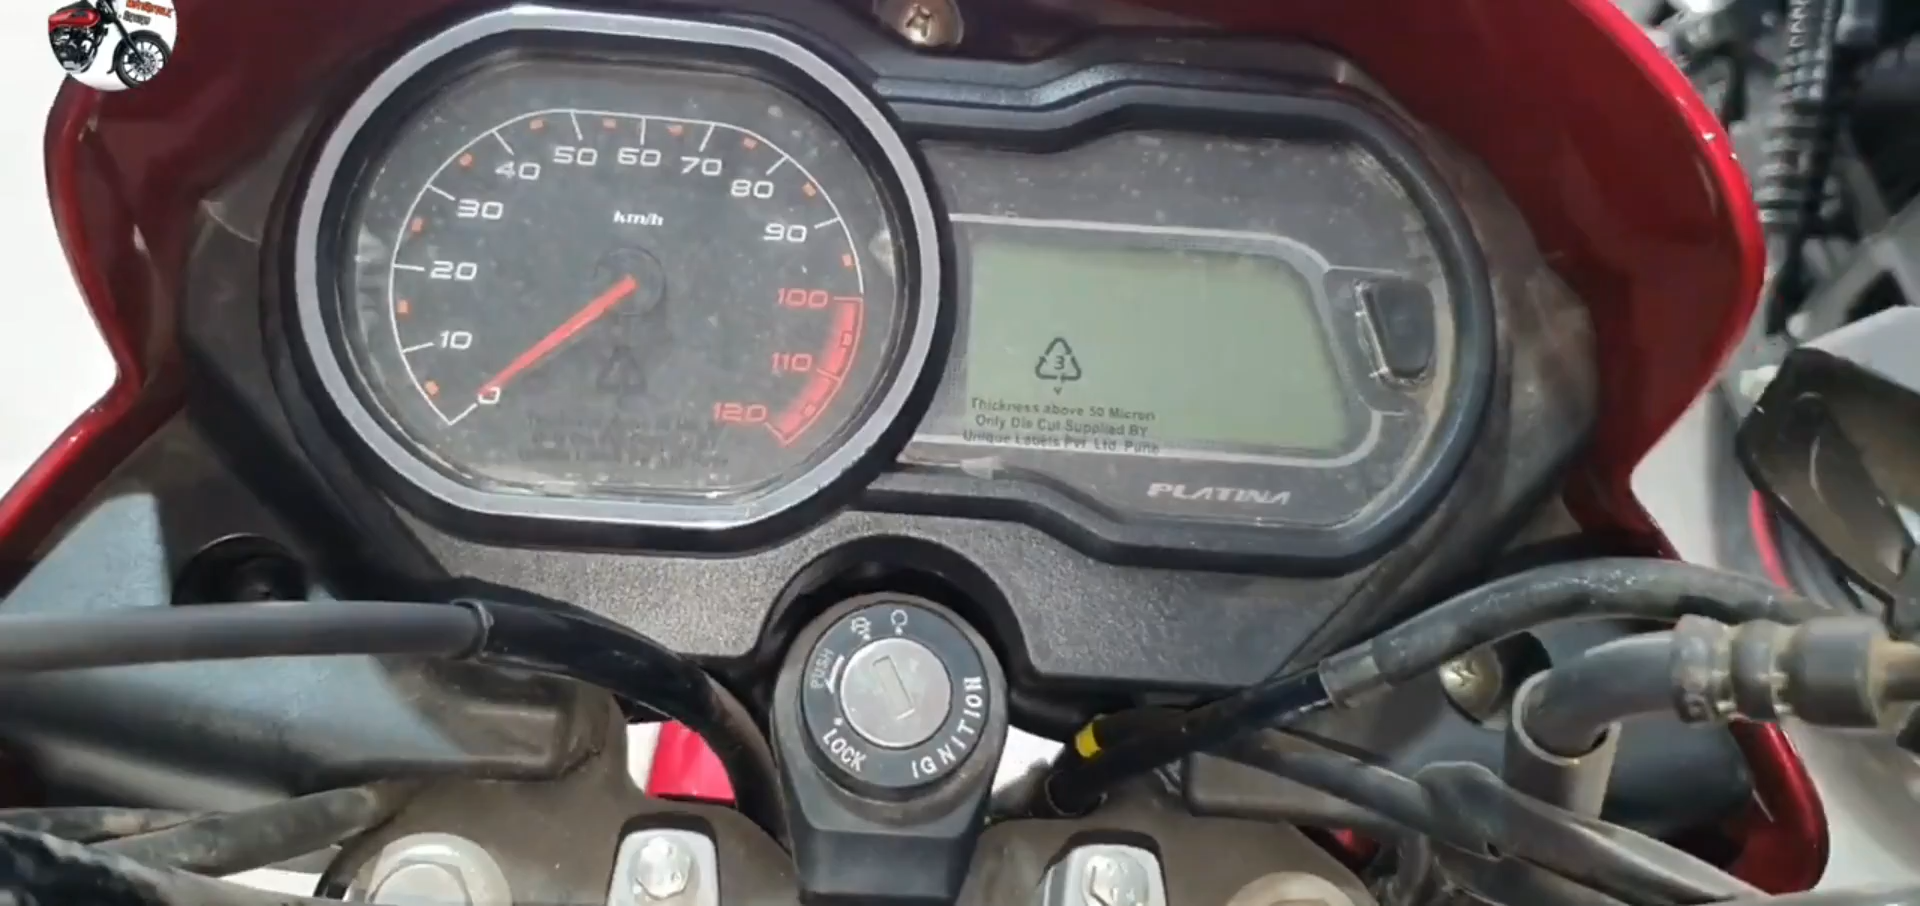 40
50
60
70
30
80
km/h
90
20
100
10
110
0
120
3
Thickness above 50 Micron
Only Die Cut Supplied BY
Unique Labels Pvt. Ltd. Pune
PLATINA
PUSH
LOCK
IGNITION